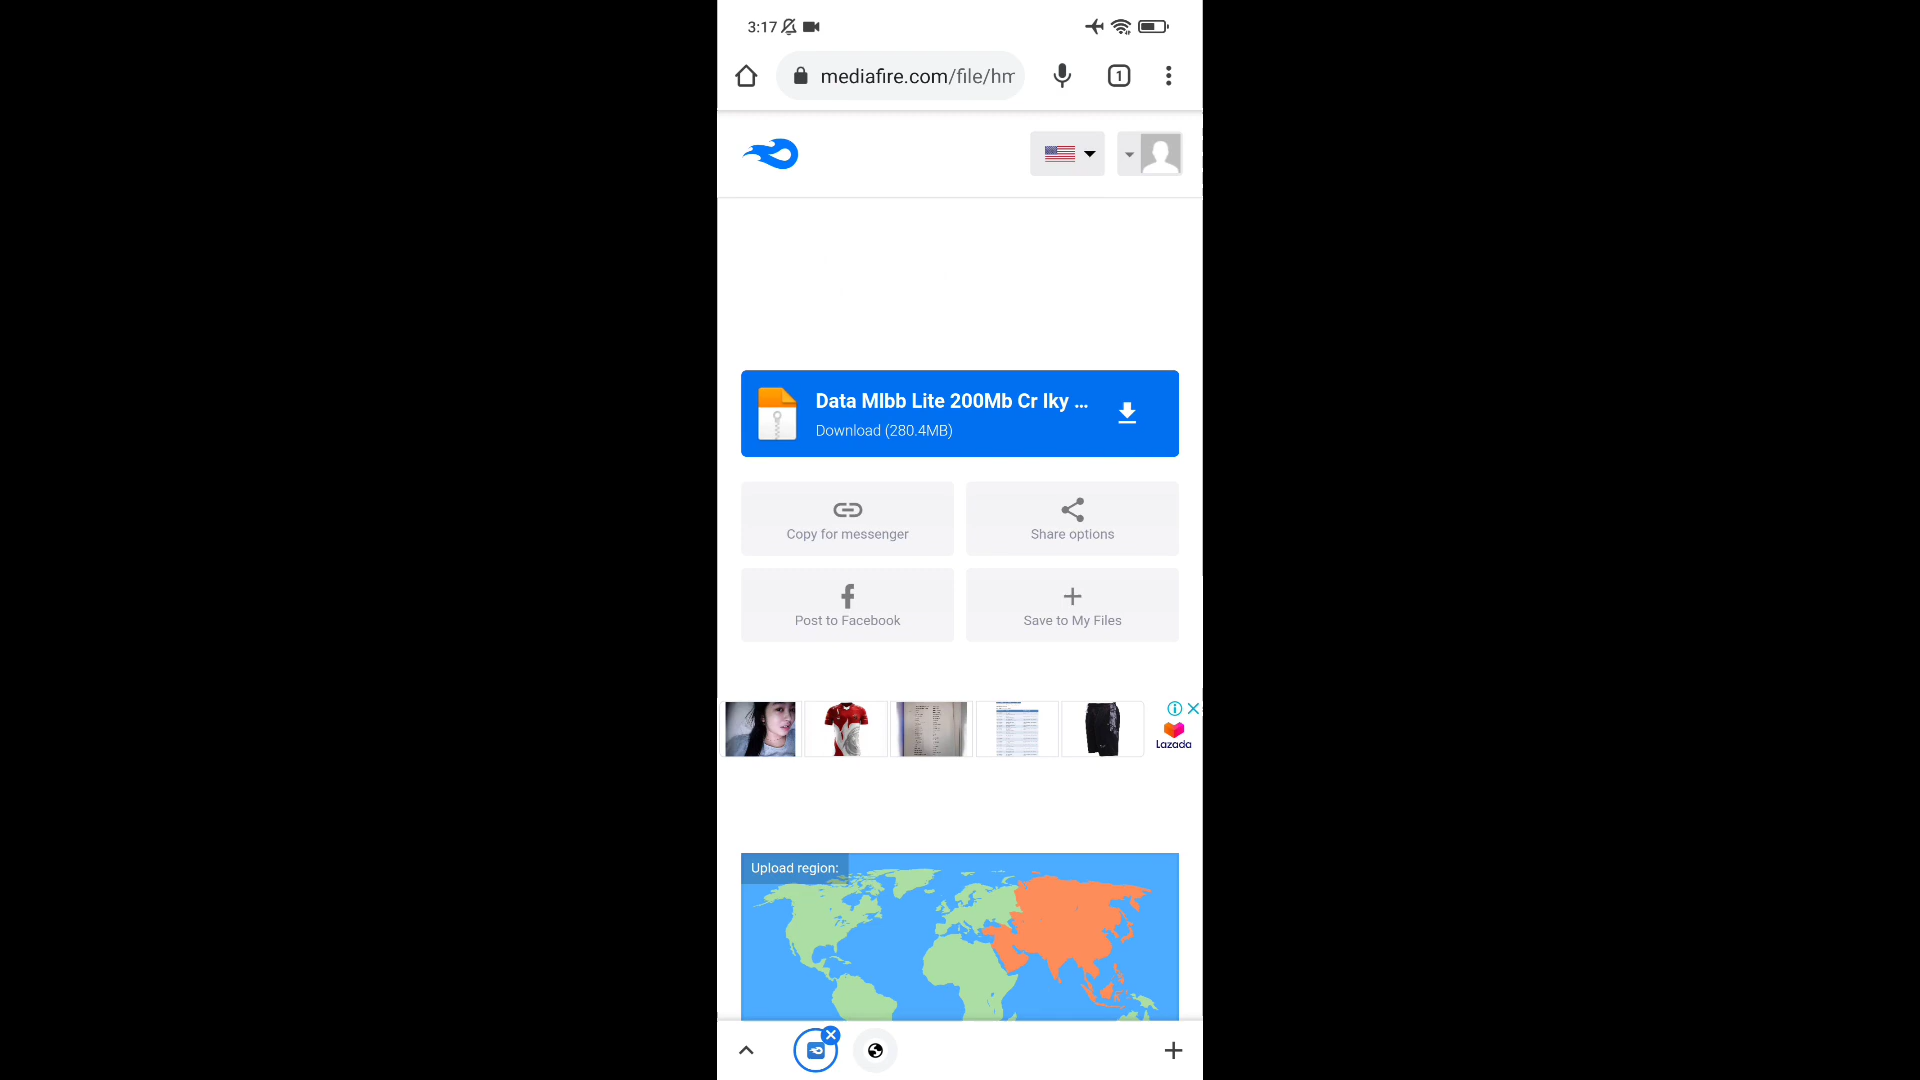 3:17
mediafire.com/file/hm
1
Data Mlbb Lite 200Mb Cr Iky ...
Download (280.4MB)
Copy for messenger
Share options
Post to Facebook
Save to My Files
Lazada
Upload region: